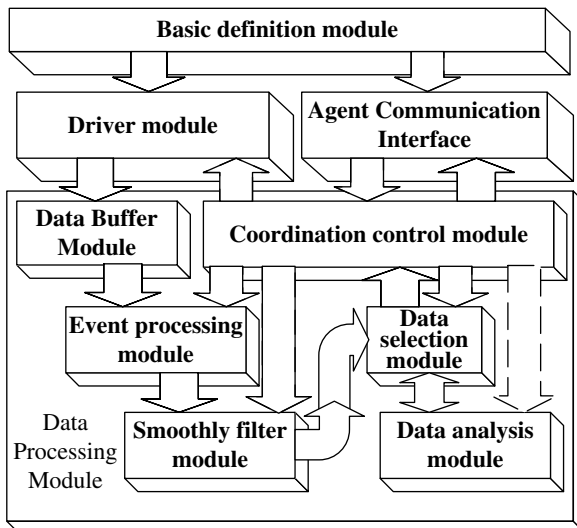 Basic definition module
Driver module
Agent Communication
Interface
Data Buffer
Module
Coordination control module
Event processing
module
Data
selection
module
Data
Processing
Module
Smoothly filter
module
Data analysis
module